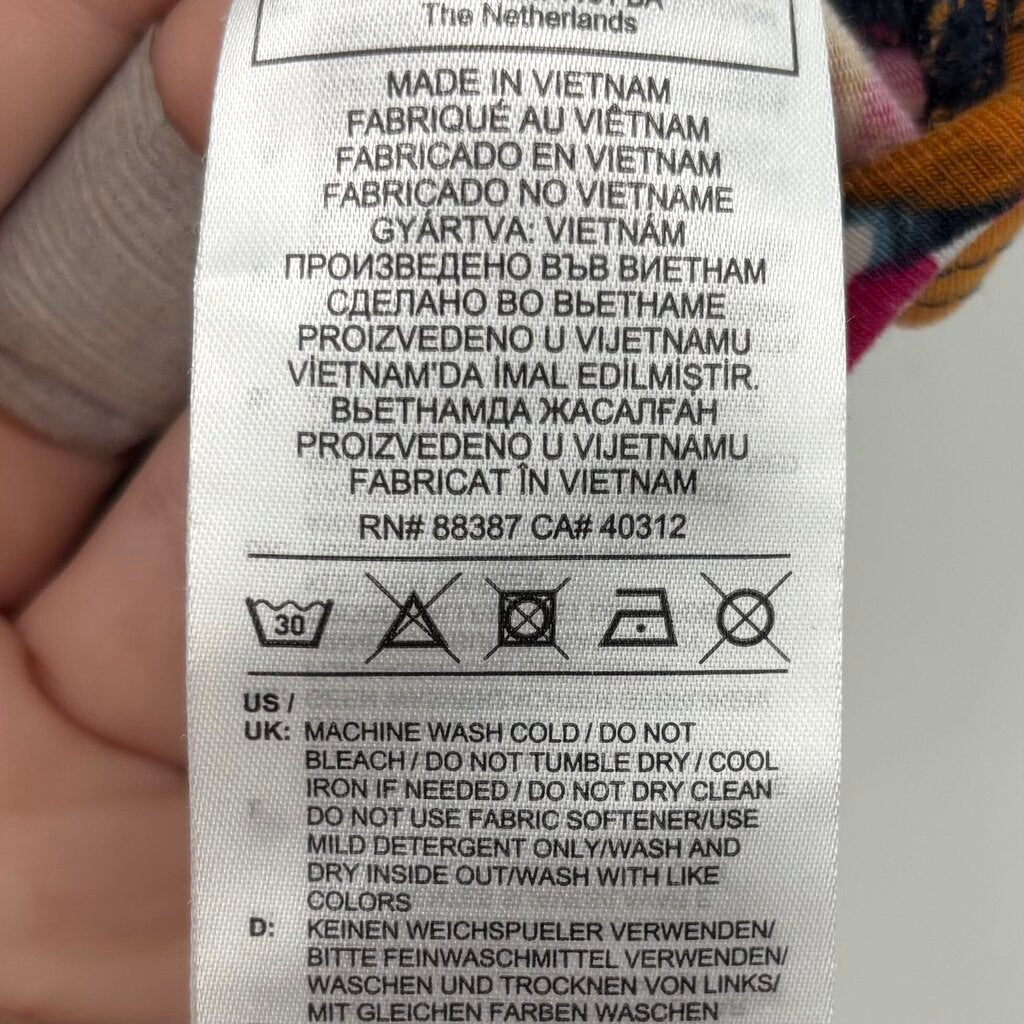 The Netherlands
MADE IN VIETNAM
FABRIQUÉ AU VIÊTNAM
FABRICADO EN VIETNAM
FABRICADO NO VIETNAME
GYÁRTVA: VIETNÁM
ПРОИЗВЕДЕНО ВЪВ ВИЕТНАМ
СДЕЛАНО ВО ВЬЕТНАМЕ
PROIZVEDENO U VIJETNAMU
VİETNAM'DA İMAL EDİLMİŞTİR.
ВЬЕТНАМДА ЖАСАЛҒАН
PROIZVEDENO U VIJETNAMU
FABRICAT ÎN VIETNAM
RN# 88387 CA# 40312
30
US /
UK: MACHINE WASH COLD / DO NOT
BLEACH / DO NOT TUMBLE DRY / COOL
IRON IF NEEDED / DO NOT DRY CLEAN
DO NOT USE FABRIC SOFTENER/USE
MILD DETERGENT ONLY/WASH AND
DRY INSIDE OUT/WASH WITH LIKE
COLORS
D: KEINEN WEICHSPUELER VERWENDEN/
BITTE FEINWASCHMITTEL VERWENDEN/
WASCHEN UND TROCKNEN VON LINKS/
MIT GLEICHEN FARBEN WASCHEN